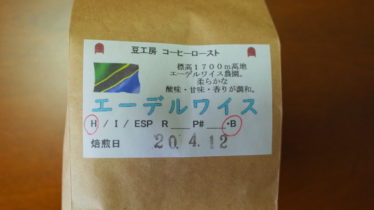 豆工房 コーヒーロースト
標高1700m高地
エーデルワイス農園。
柔らかな
酸味・甘味・香りが調和。
エーデルワイス
H / I / ESP R___ P#___・B
焙煎日 20.4.12